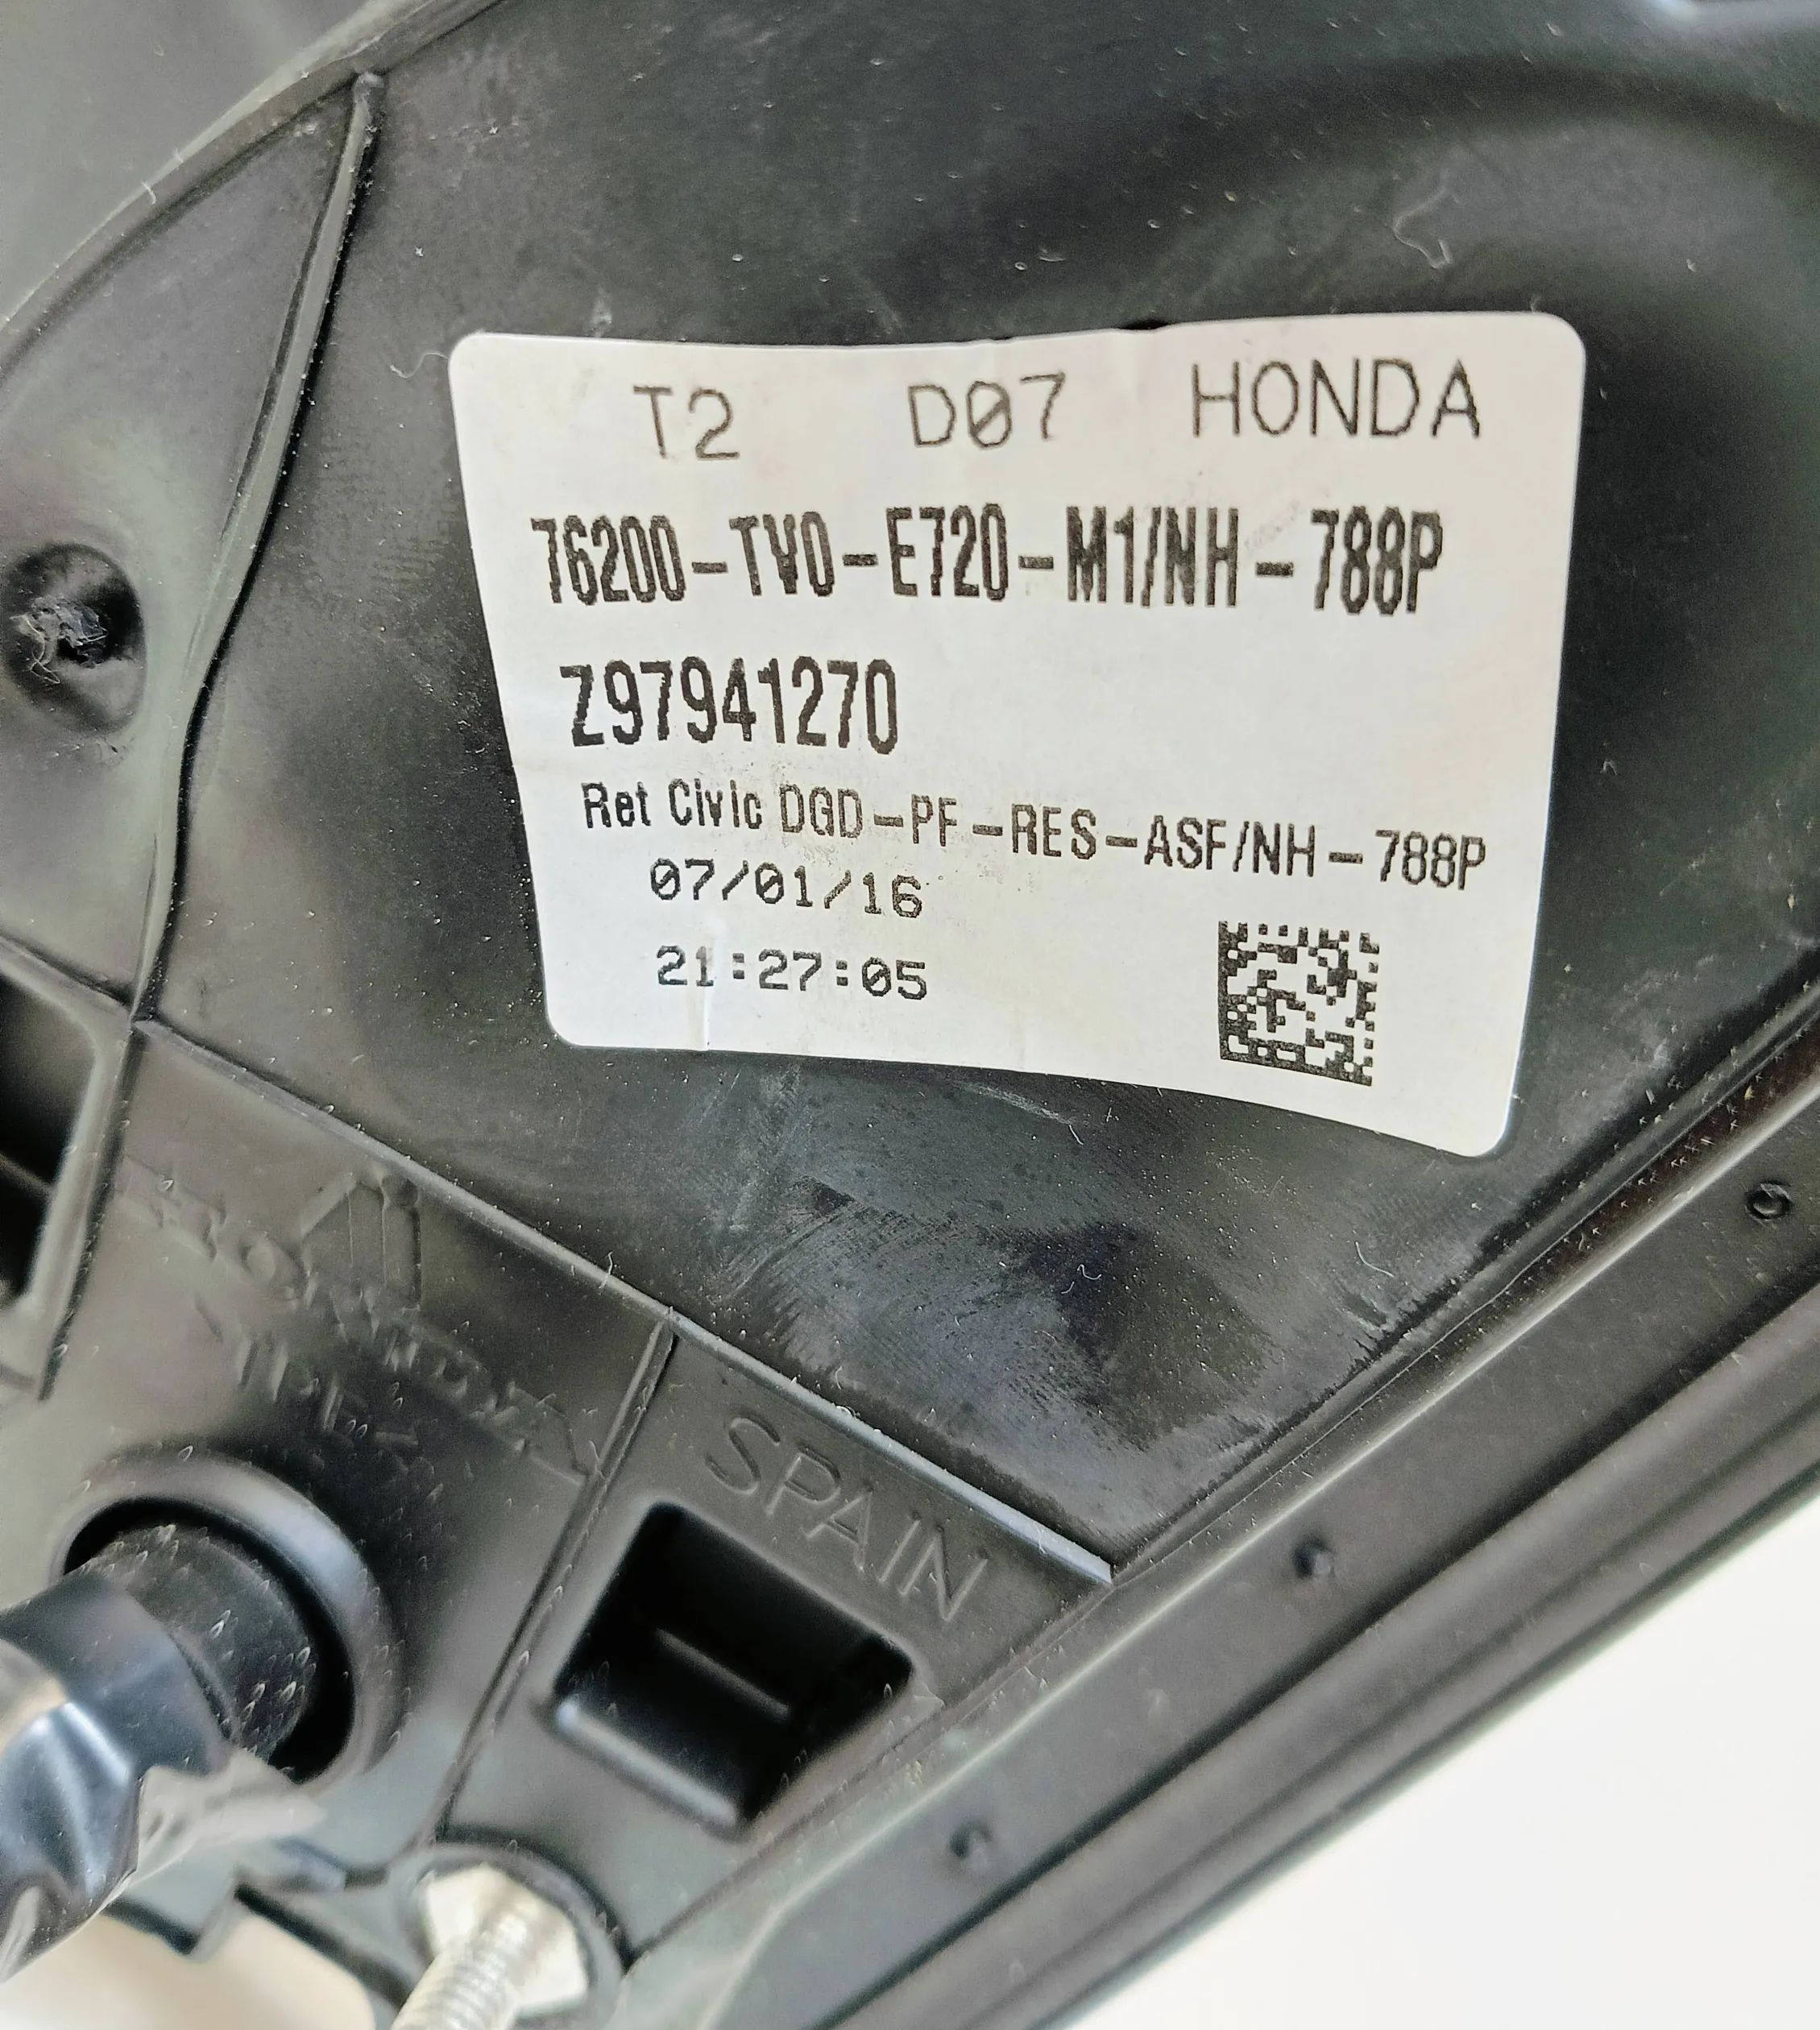 T2 D07 HONDA
76200-TV0-E720-M1/NH-788P
Z97941270
Ret Civic DGD-PF-RES-ASF/NH-788P
07/01/16
21:27:05
SPAIN